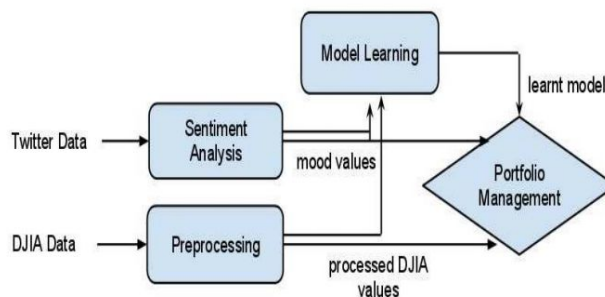 Model Learning
learnt model
Twitter Data
Sentiment
Analysis
mood values
Portfolio
Management
DJIA Data
Preprocessing
processed DJIA
values